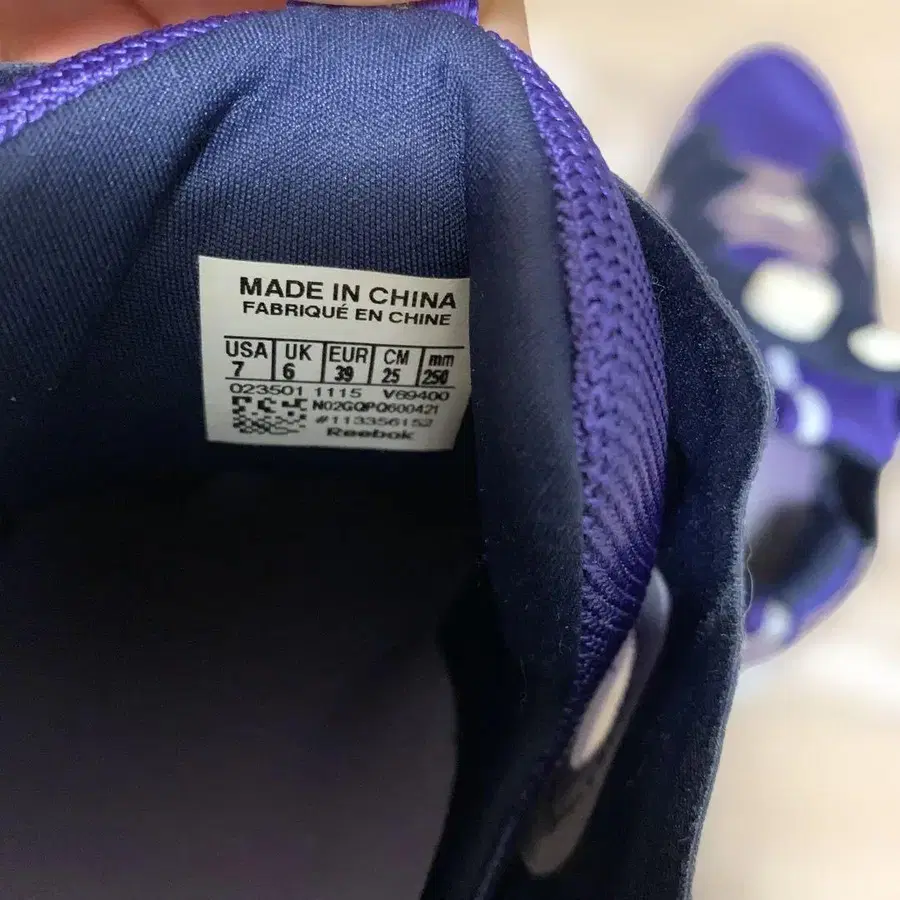 MADE IN CHINA
FABRIQUÉ EN CHINE
USA UK EUR CM mm
7 6 39 25 250
023501 1115 V69400
N02GQPQ600421
#113356152
Reebok